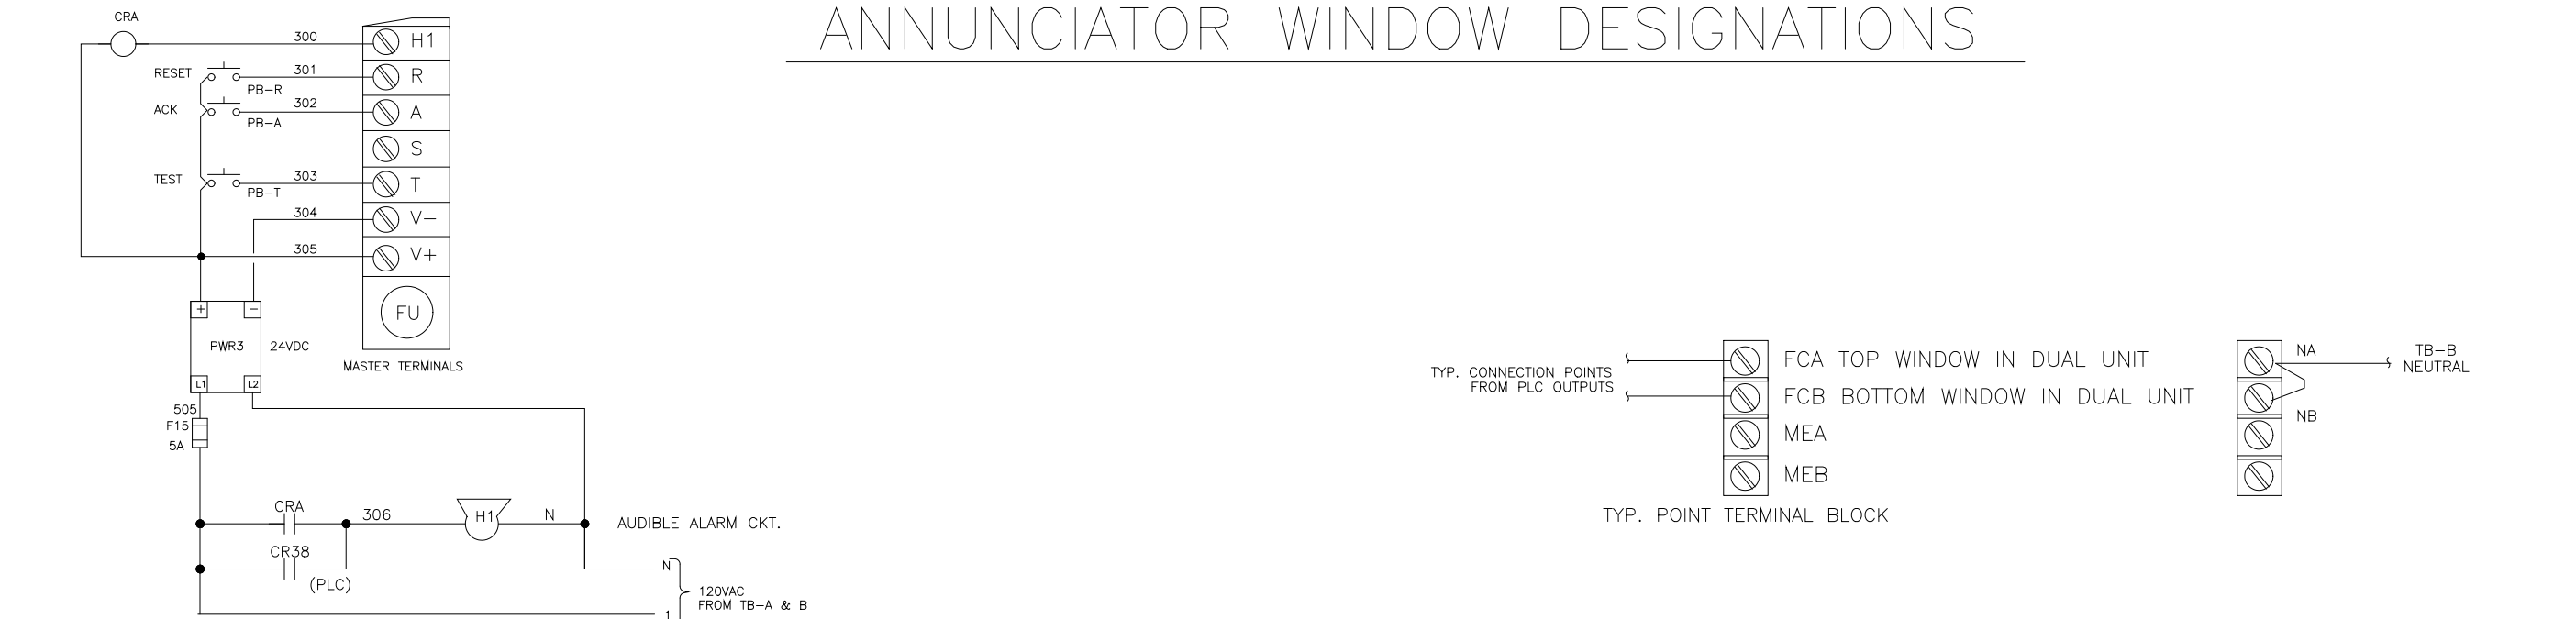 ANNUNCIATOR WINDOW DESIGNATIONS
CRA
300
H1
RESET
301
R
PB-R
ACK
302
A
PB-A
S
TEST
303
T
PB-T
304
V-
305
V+
FU
MASTER TERMINALS
+
-
PWR3
24VDC
L1
L2
505
F15
5A
CRA
306
H1
N
AUDIBLE ALARM CKT.
CR38
(PLC)
N
120VAC
FROM TB-A & B
1
TYP. CONNECTION POINTS
FROM PLC OUTPUTS
FCA TOP WINDOW IN DUAL UNIT
FCB BOTTOM WINDOW IN DUAL UNIT
MEA
MEB
TYP. POINT TERMINAL BLOCK
NA
TB-B
NEUTRAL
NB